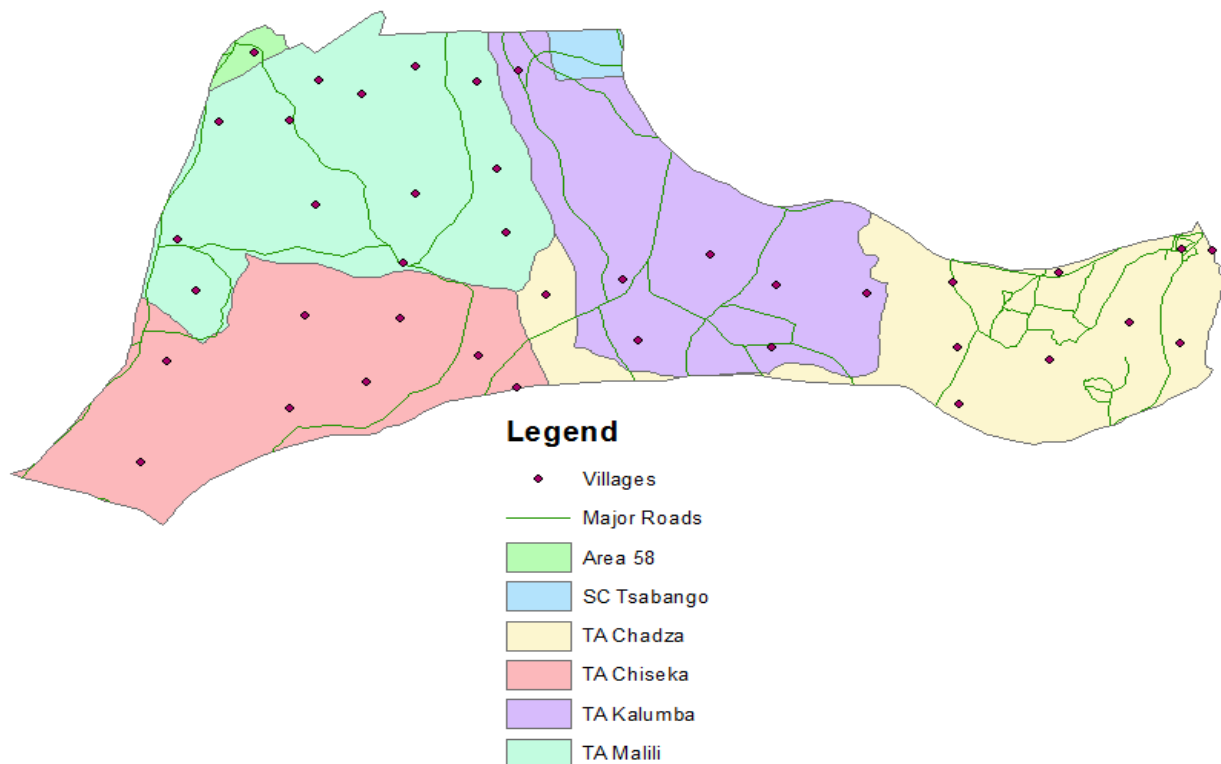 Legend
Villages
Major Roads
Area 58
SC Tsabango
TA Chadza
TA Chiseka
TA Kalumba
TA Malili